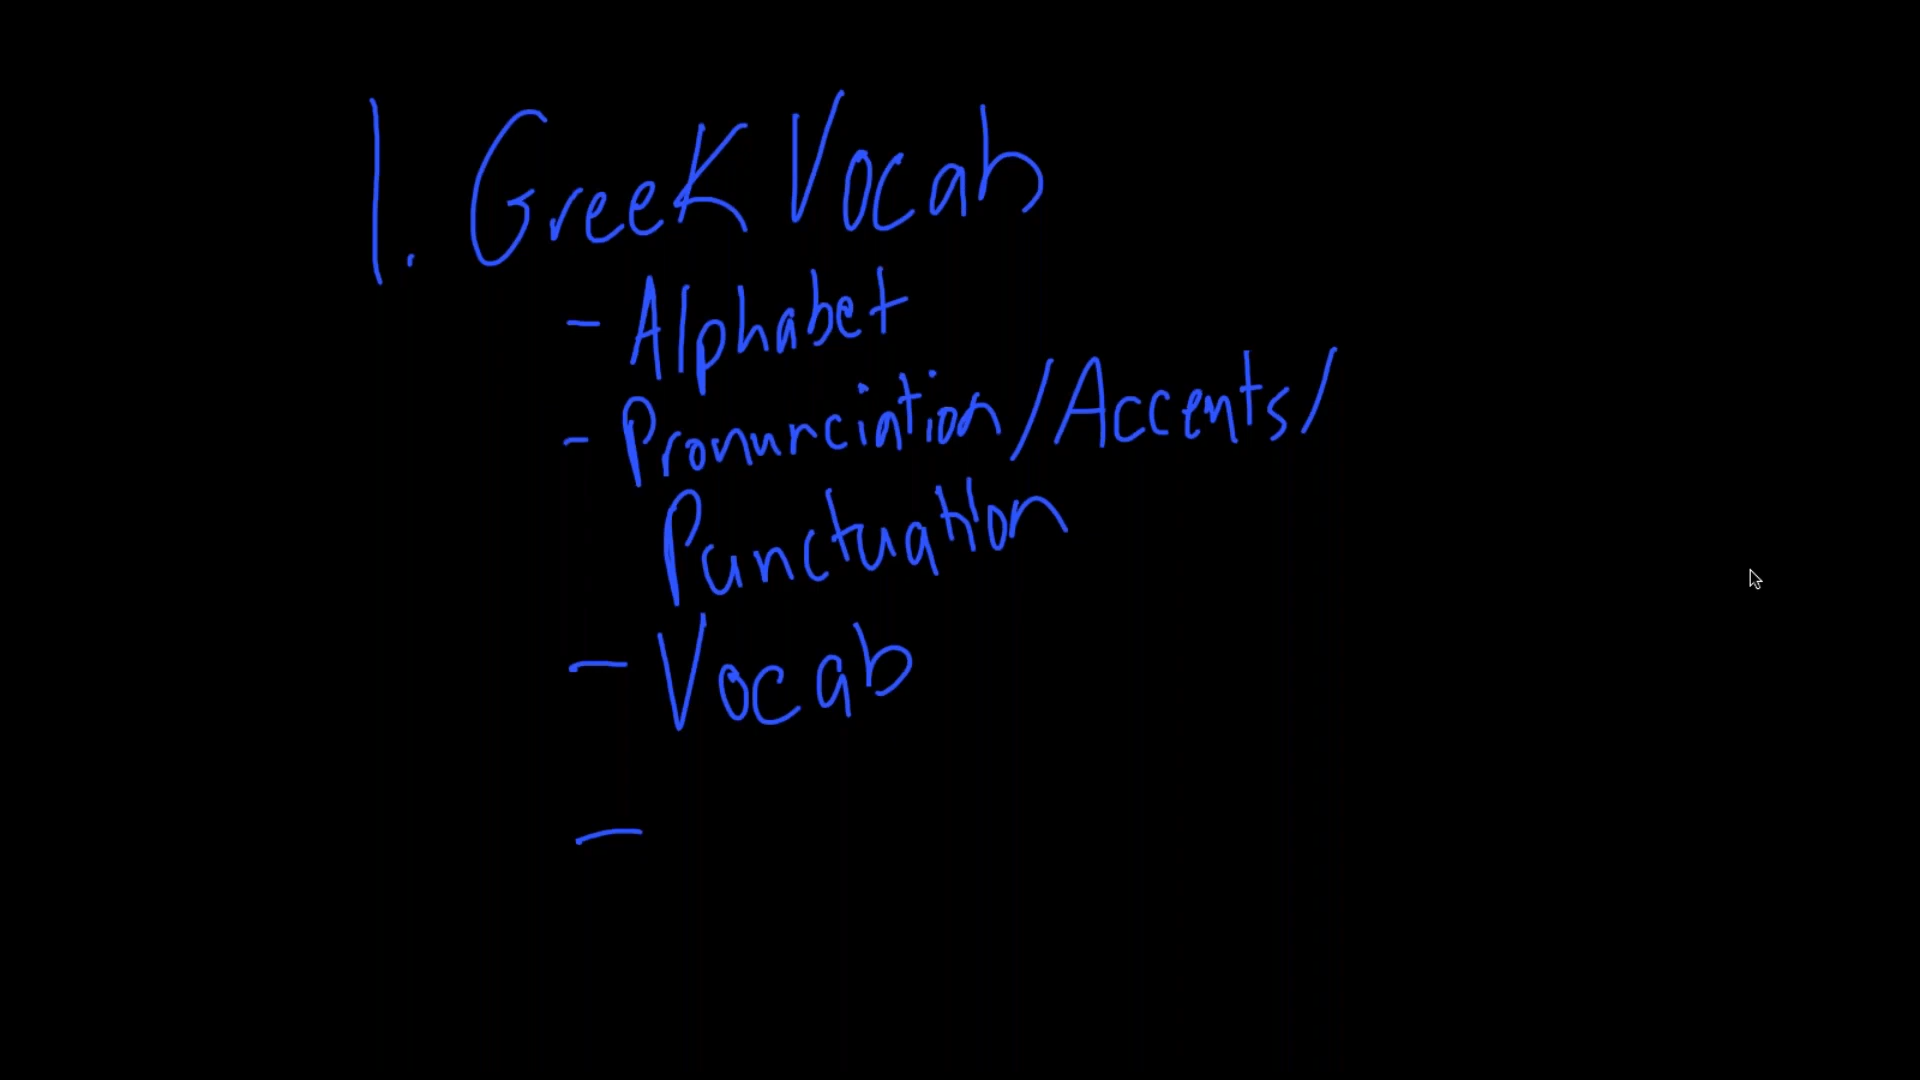 1. Greek Vocab
- Alphabet
- Pronunciation/Accents/
Punctuation
- Vocab
-